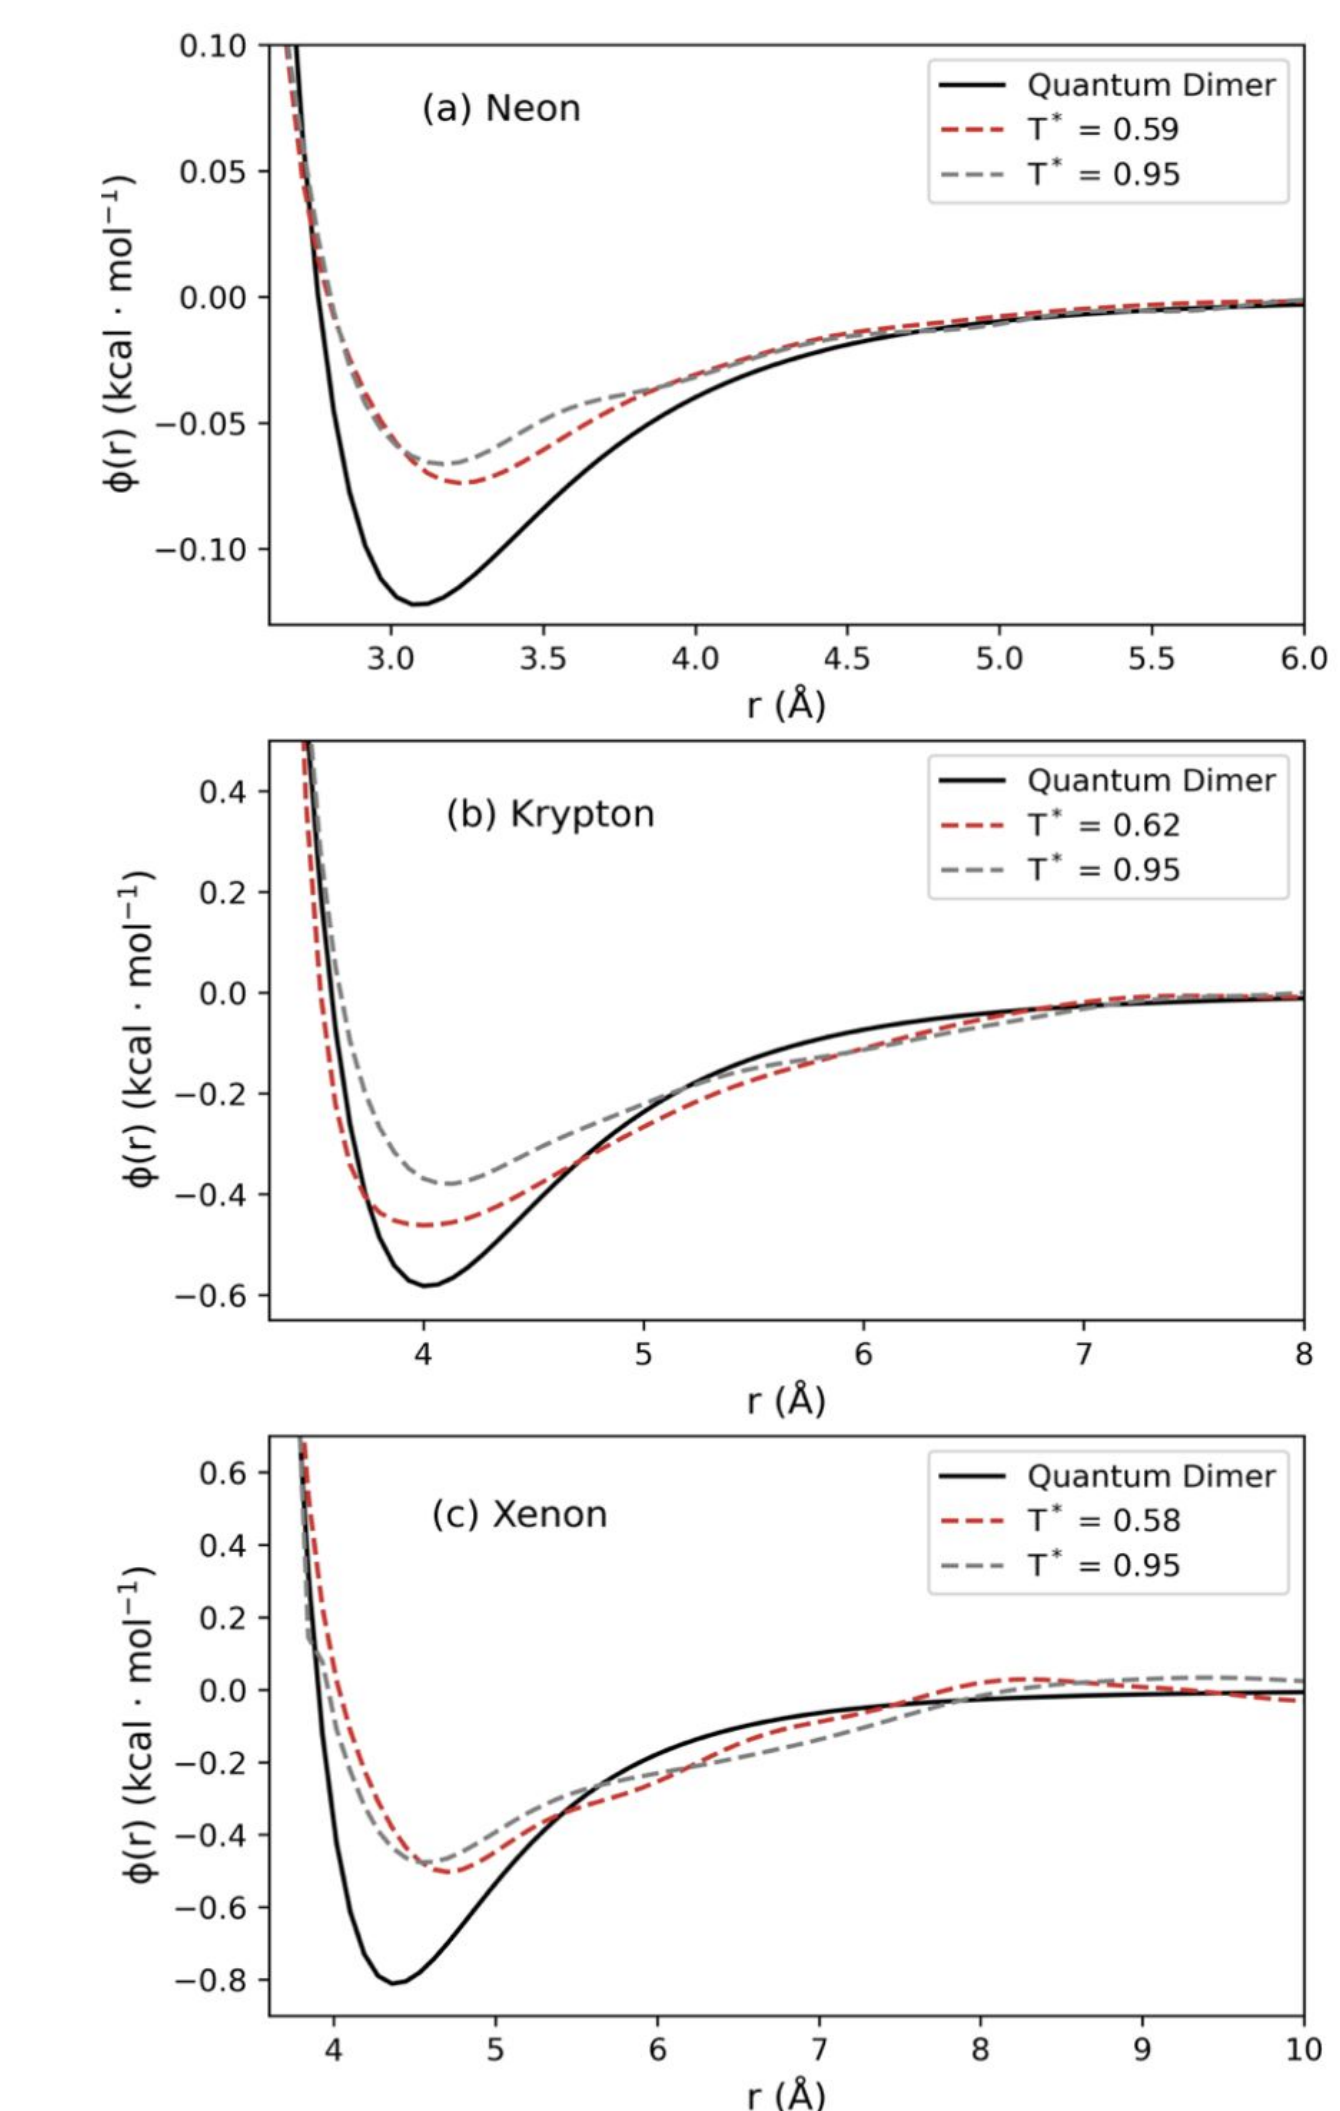 0.10
(a) Neon
Quantum Dimer
T* = 0.59
T* = 0.95
0.05
0.00
−0.05
−0.10
ϕ(r) (kcal · mol⁻¹)
3.0 3.5 4.0 4.5 5.0 5.5 6.0
r (Å)
(b) Krypton
Quantum Dimer
T* = 0.62
T* = 0.95
0.4
0.2
0.0
−0.2
−0.4
−0.6
ϕ(r) (kcal · mol⁻¹)
4 5 6 7 8
r (Å)
(c) Xenon
Quantum Dimer
T* = 0.58
T* = 0.95
0.6
0.4
0.2
0.0
−0.2
−0.4
−0.6
−0.8
ϕ(r) (kcal · mol⁻¹)
4 5 6 7 8 9 10
r (Å)